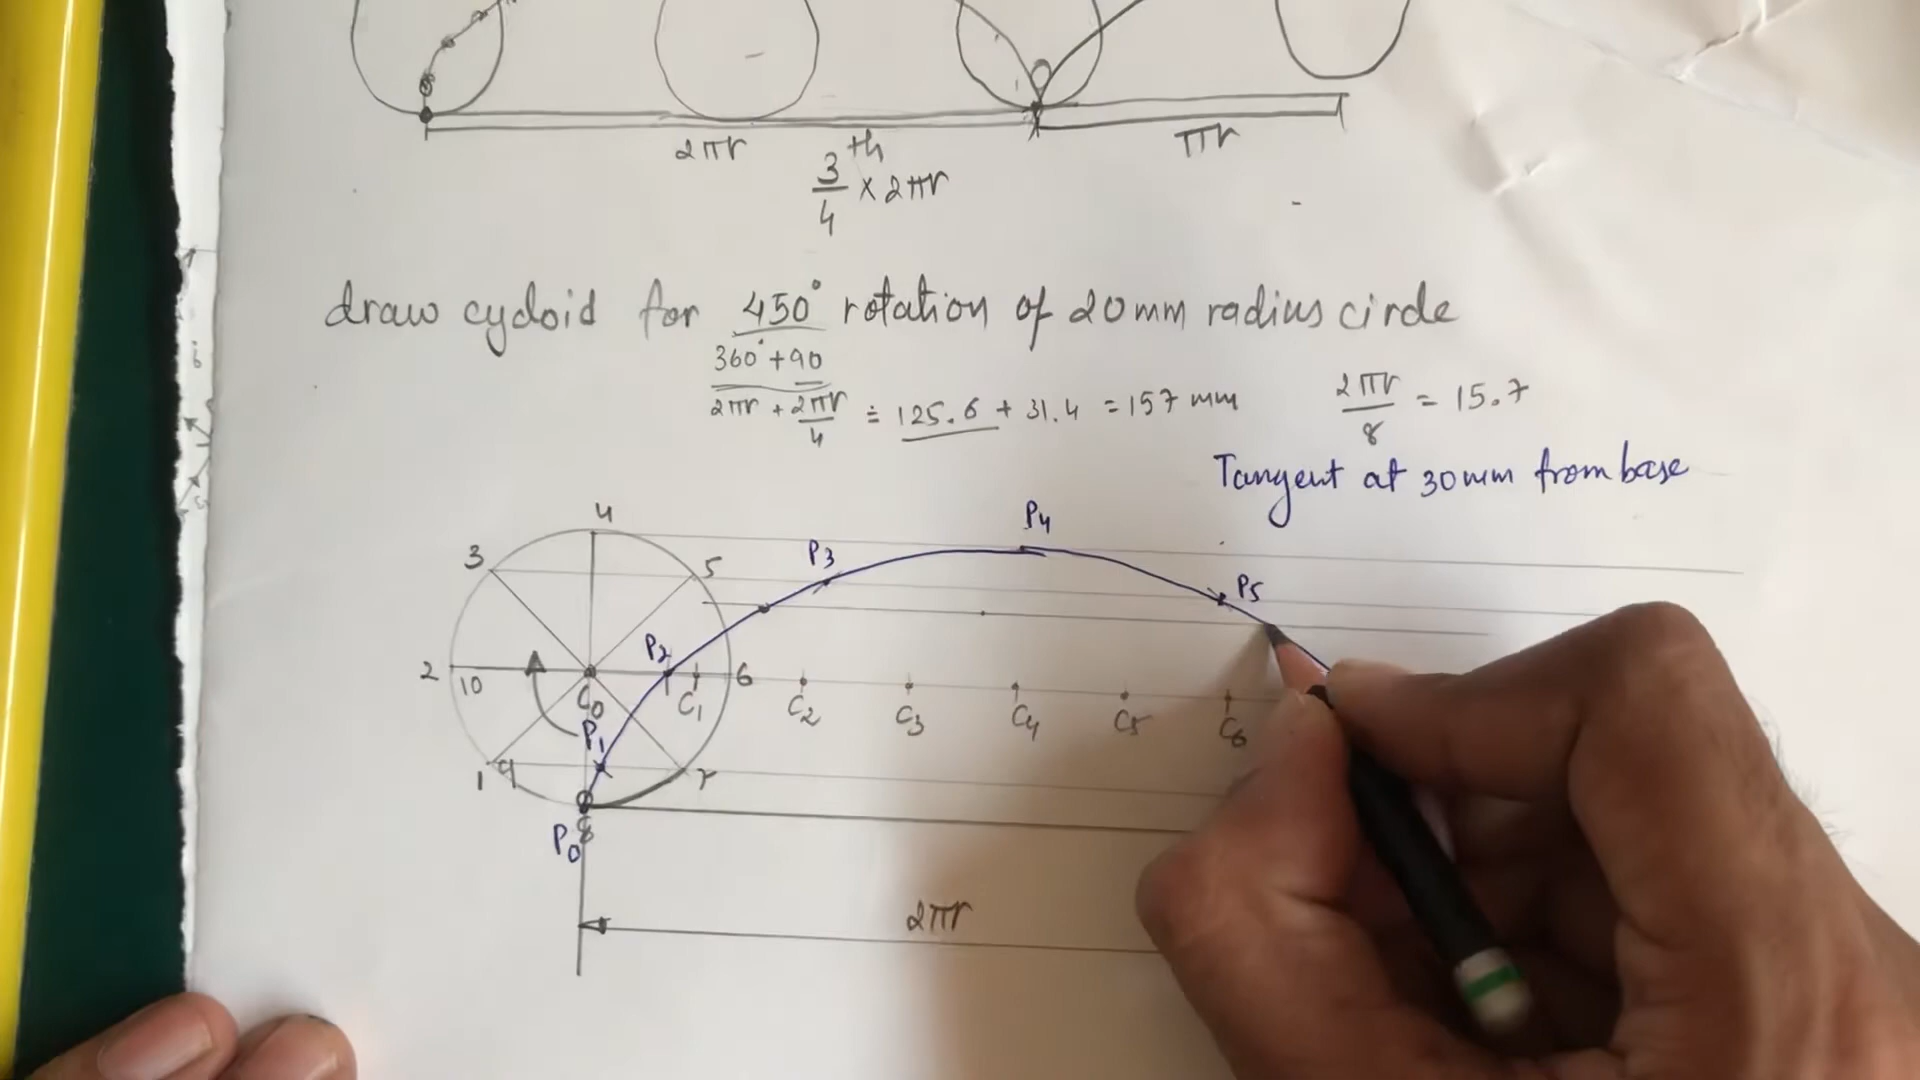 2πr πr
3/4 th × 2πr
draw cycloid for 450° rotation of 20mm radius circle
360° + 90
2πr + 2πr/4 = 125.6 + 31.4 = 157 mm 2πr/8 = 15.7
Tangent at 30mm from base
4 P4
3 5 P3 P5
2 10 C0 P2 C1 6 C2 C3 C4 C5 C6
P1
1 9 7
P0 8
2πr